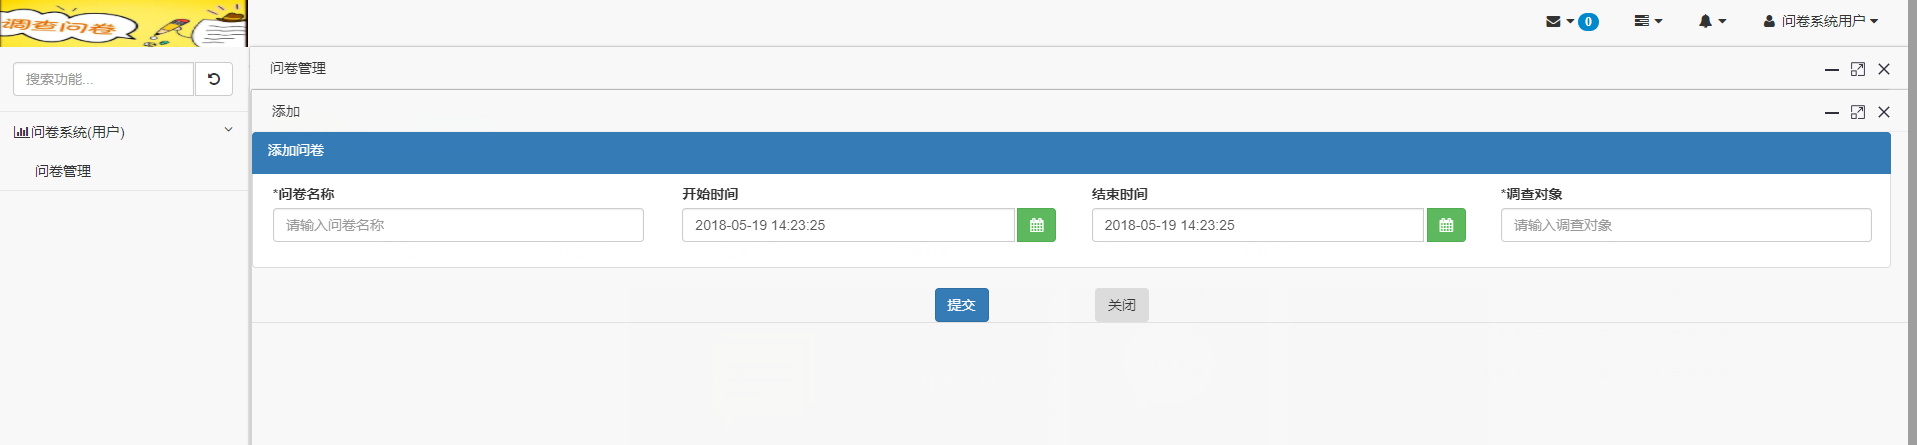 调查问卷
0
问卷系统用户
搜索功能...
问卷管理
添加
问卷系统(用户)
问卷管理
添加问卷
*问卷名称
开始时间
结束时间
*调查对象
请输入问卷名称
2018-05-19 14:23:25
2018-05-19 14:23:25
请输入调查对象
提交
关闭